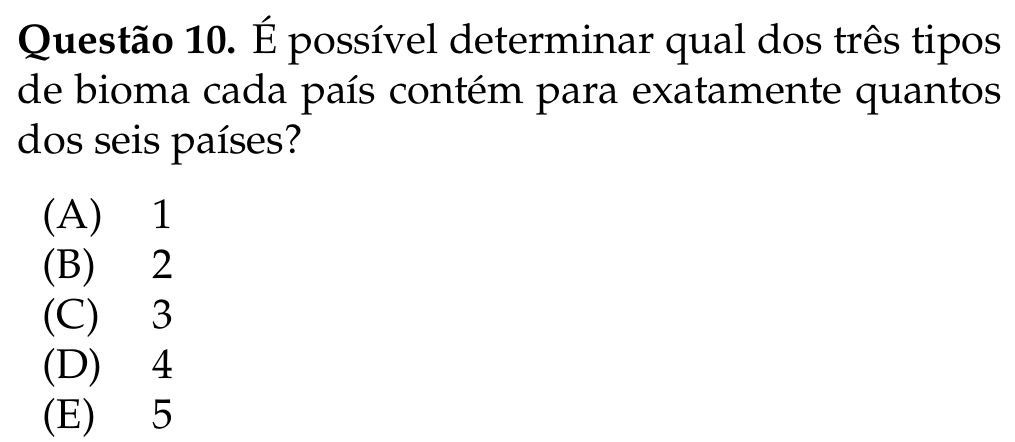 Questão 10. É possível determinar qual dos três tipos
de bioma cada país contém para exatamente quantos
dos seis países?
(A) 1
(B) 2
(C) 3
(D) 4
(E) 5